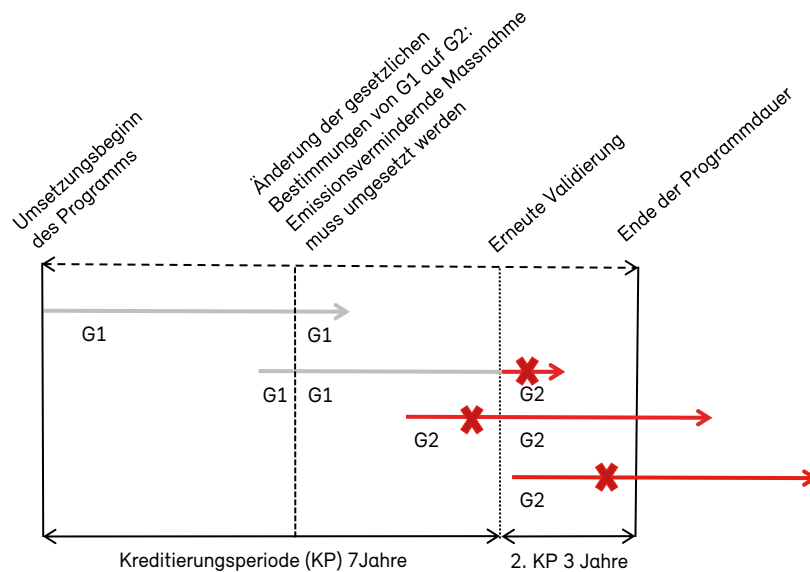 Umsetzungsbeginn
des Programms
Änderung der gesetzlichen
Bestimmungen von G1 auf G2:
Emissionsvermindernde Massnahme
muss umgesetzt werden
Erneute Validierung
Ende der Programmdauer
G1
G1
G1
G1
G2
G2
G2
G2
Kreditierungsperiode (KP) 7Jahre
2. KP 3 Jahre